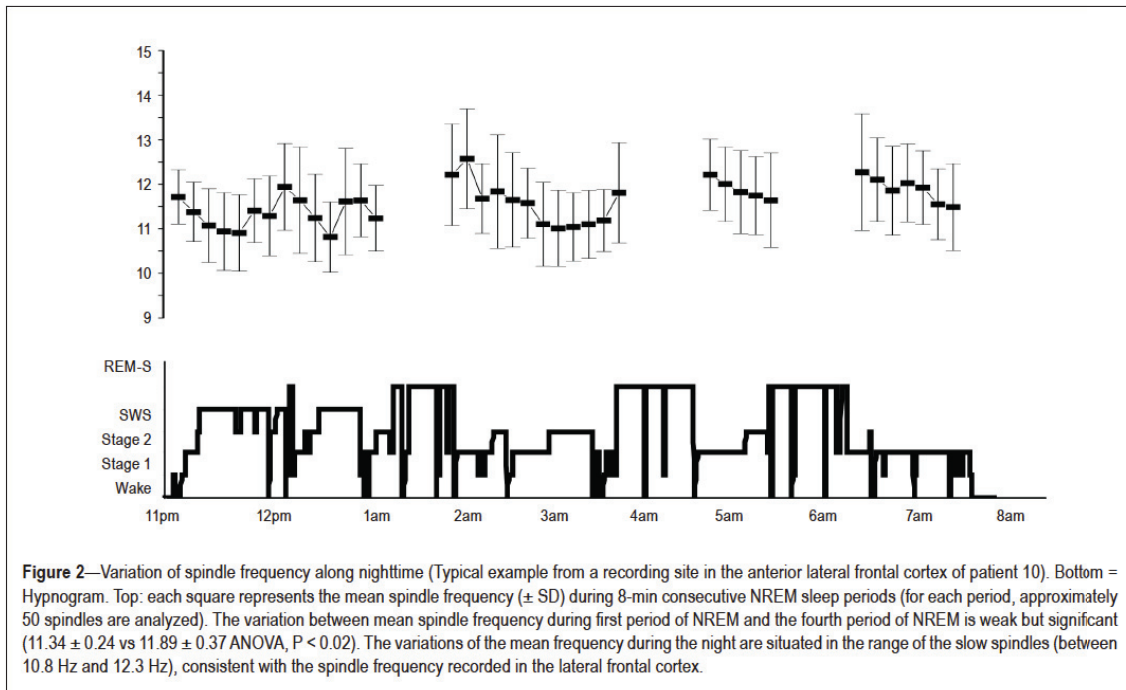 15
14
13
12
11
10
9
REM-S
SWS
Stage 2
Stage 1
Wake
11pm 12pm 1am 2am 3am 4am 5am 6am 7am 8am
Figure 2—Variation of spindle frequency along nighttime (Typical example from a recording site in the anterior lateral frontal cortex of patient 10). Bottom =
Hypnogram. Top: each square represents the mean spindle frequency (± SD) during 8-min consecutive NREM sleep periods (for each period, approximately
50 spindles are analyzed). The variation between mean spindle frequency during first period of NREM and the fourth period of NREM is weak but significant
(11.34 ± 0.24 vs 11.89 ± 0.37 ANOVA, P < 0.02). The variations of the mean frequency during the night are situated in the range of the slow spindles (between
10.8 Hz and 12.3 Hz), consistent with the spindle frequency recorded in the lateral frontal cortex.